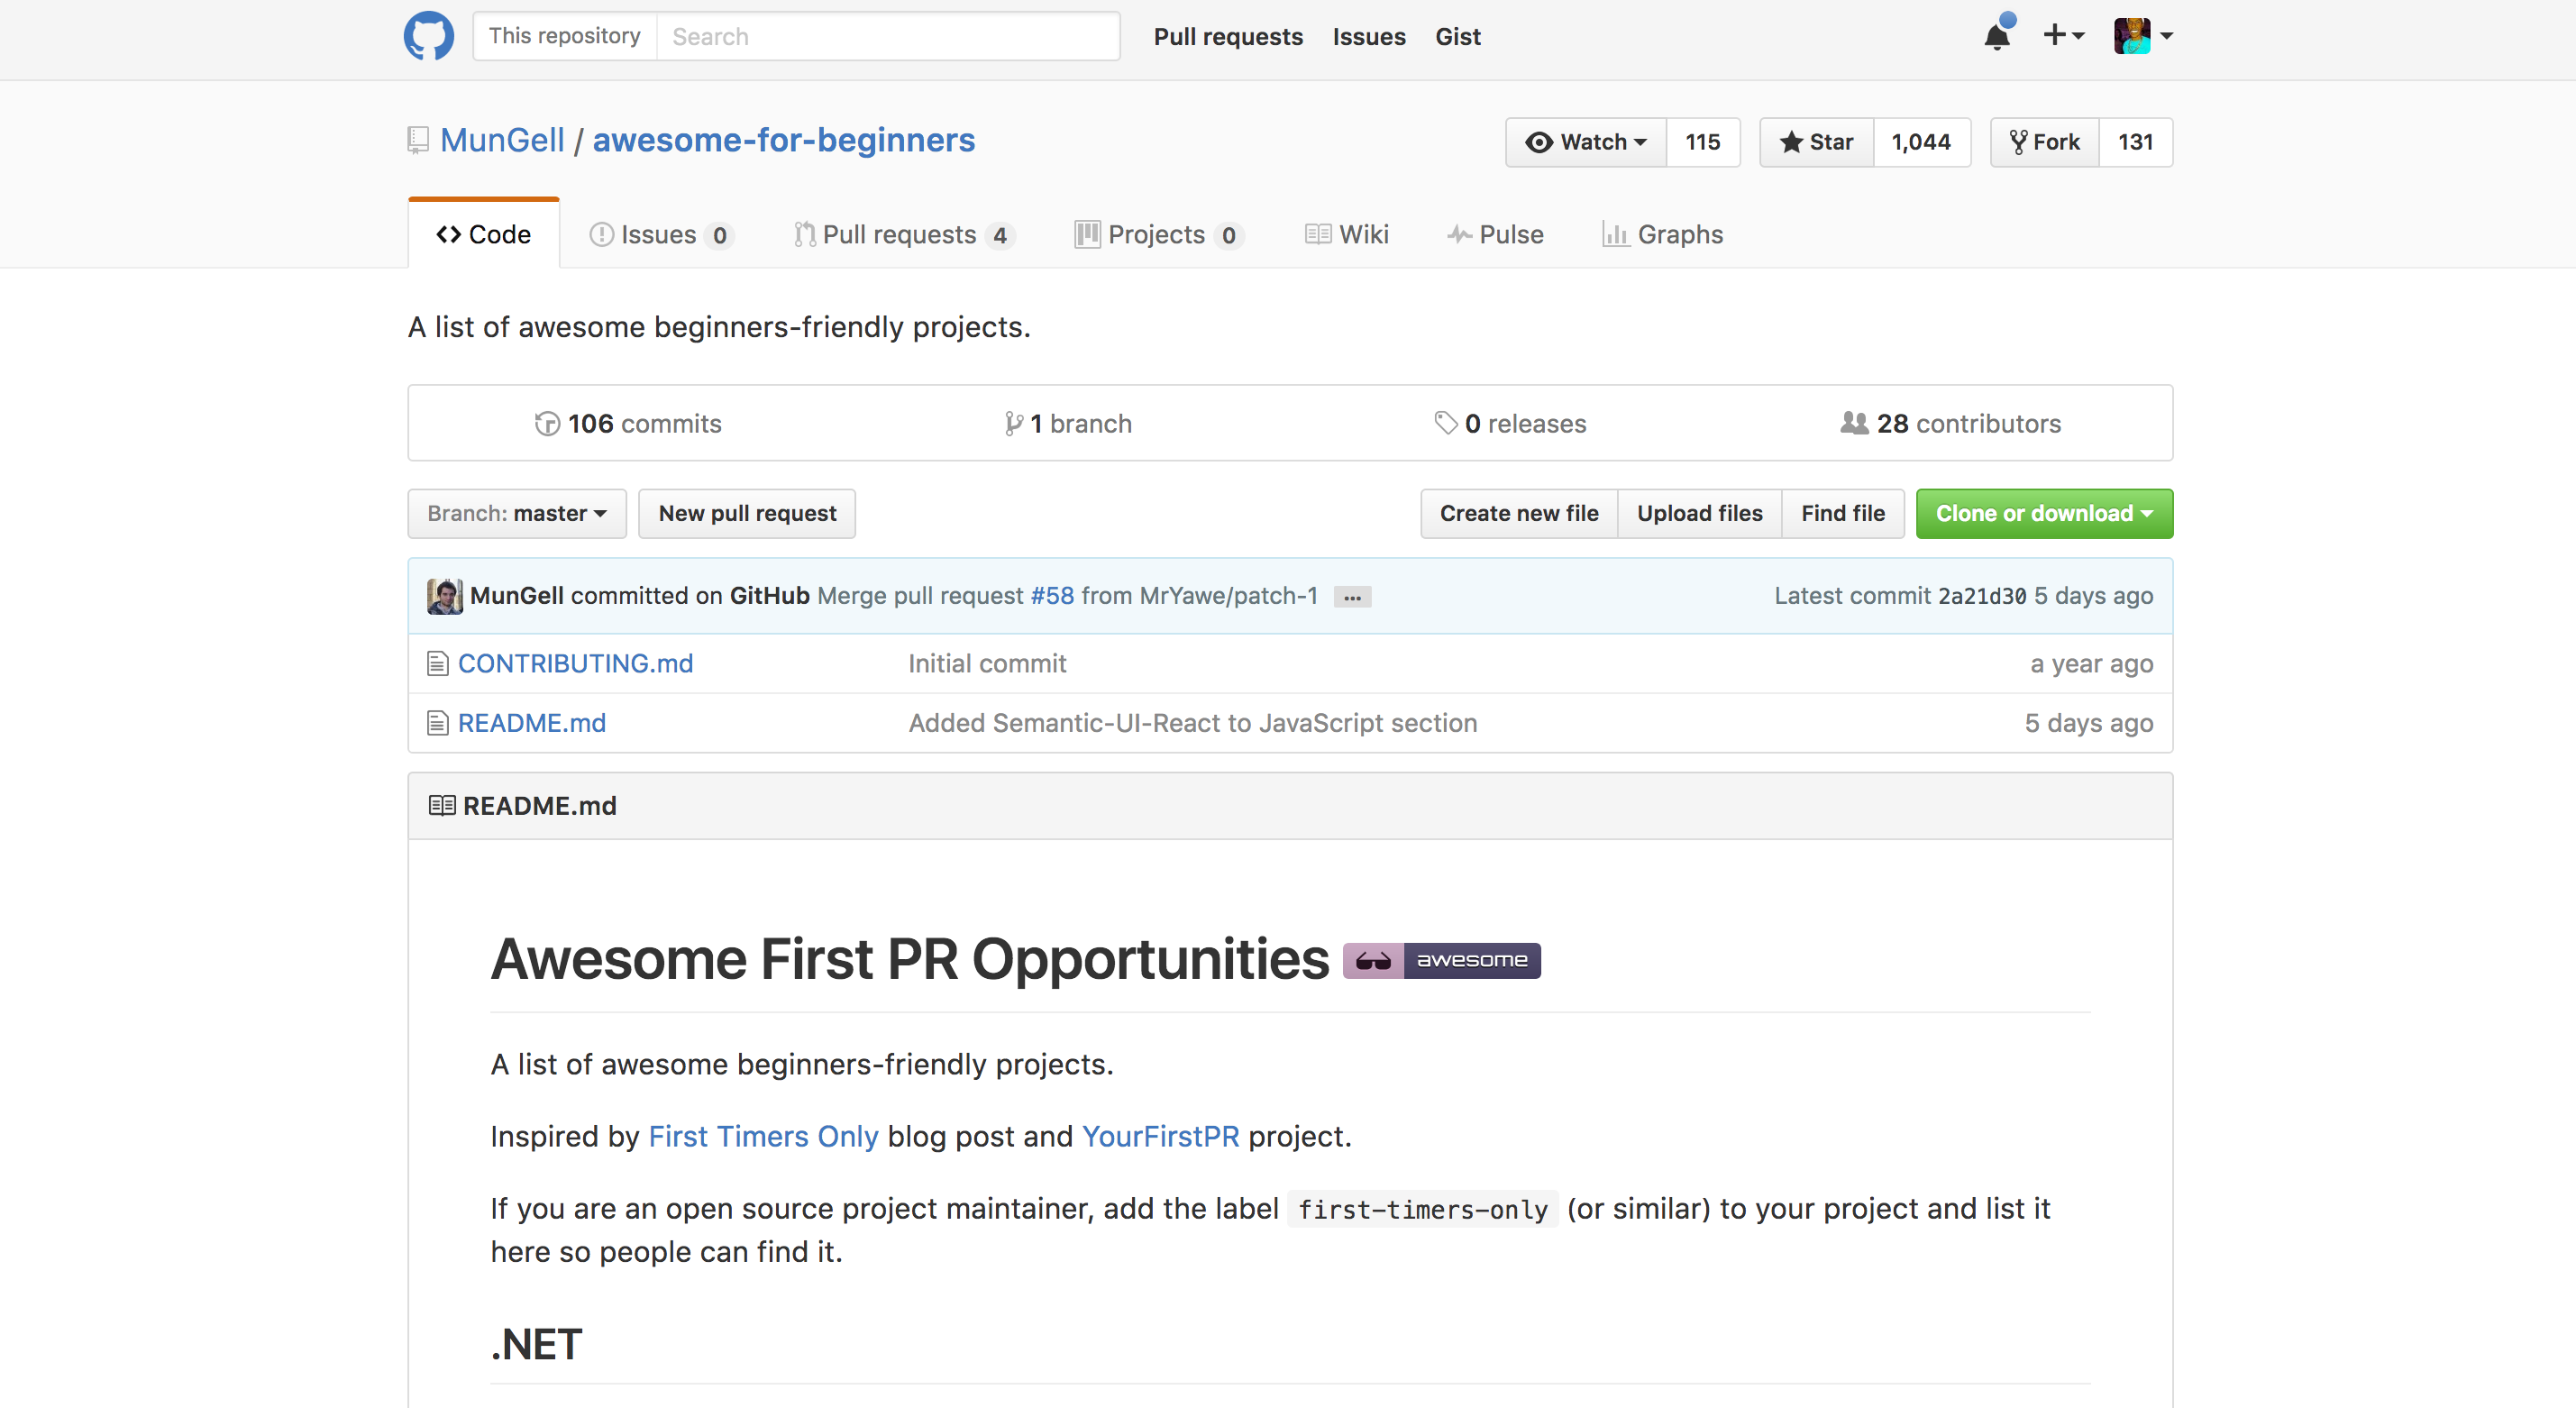 This repository Search Pull requests Issues Gist
MunGell / awesome-for-beginners Watch 115 Star 1,044 Fork 131
Code Issues 0 Pull requests 4 Projects 0 Wiki Pulse Graphs
A list of awesome beginners-friendly projects.
106 commits 1 branch 0 releases 28 contributors
Branch: master New pull request Create new file Upload files Find file Clone or download
MunGell committed on GitHub Merge pull request #58 from MrYawe/patch-1 ... Latest commit 2a21d30 5 days ago
CONTRIBUTING.md Initial commit a year ago
README.md Added Semantic-UI-React to JavaScript section 5 days ago
README.md
Awesome First PR Opportunities awesome
A list of awesome beginners-friendly projects.
Inspired by First Timers Only blog post and YourFirstPR project.
If you are an open source project maintainer, add the label first-timers-only (or similar) to your project and list it
here so people can find it.
.NET